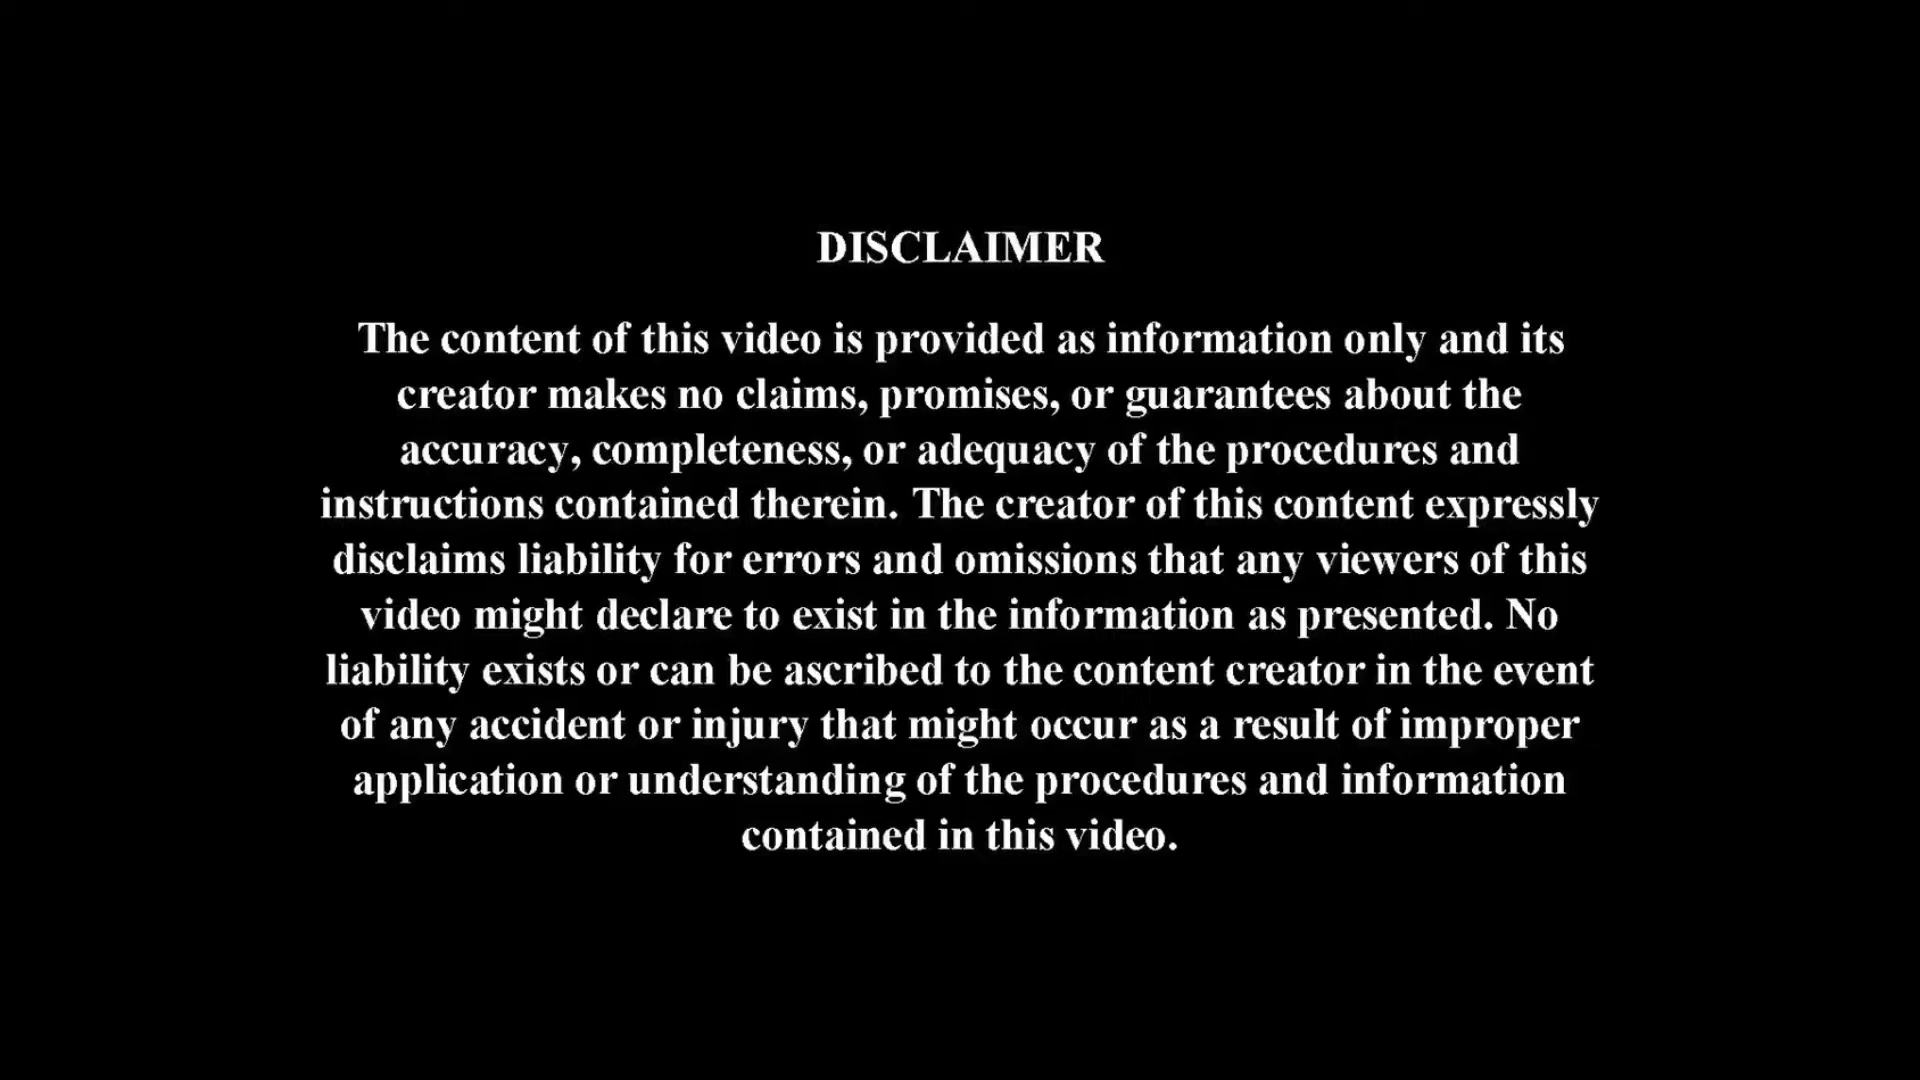 DISCLAIMER
The content of this video is provided as information only and its
creator makes no claims, promises, or guarantees about the
accuracy, completeness, or adequacy of the procedures and
instructions contained therein. The creator of this content expressly
disclaims liability for errors and omissions that any viewers of this
video might declare to exist in the information as presented. No
liability exists or can be ascribed to the content creator in the event
of any accident or injury that might occur as a result of improper
application or understanding of the procedures and information
contained in this video.